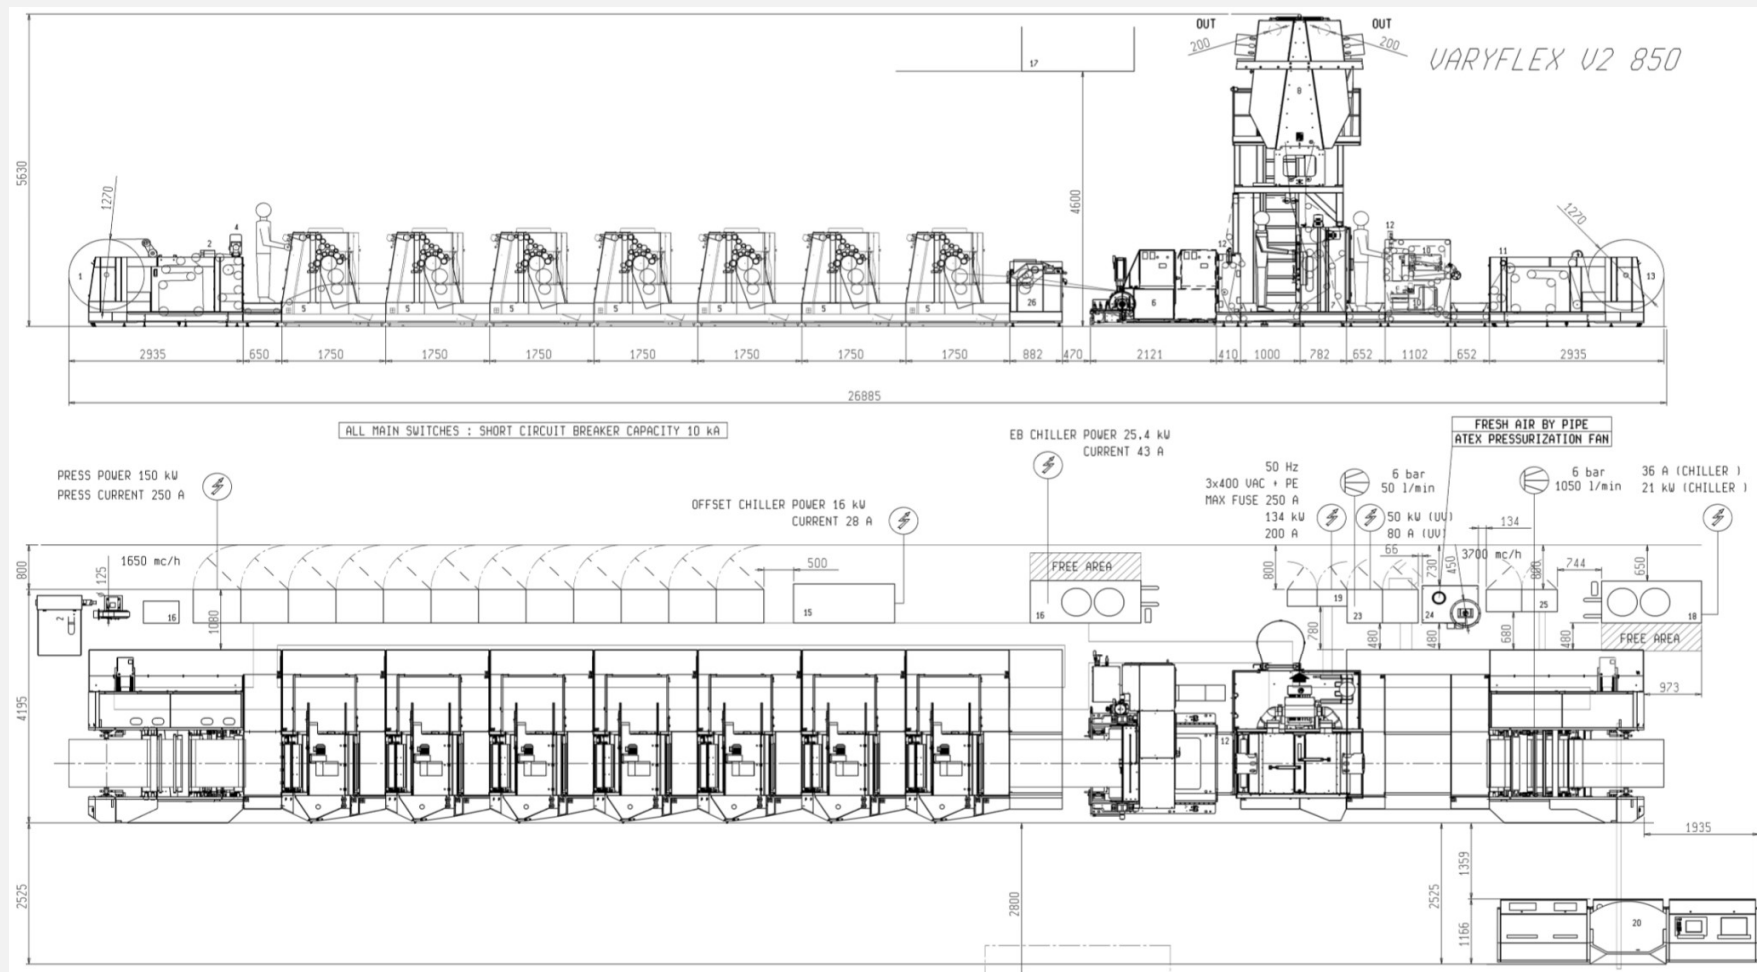 OUT
OUT
200
200
VARYFLEX V2 850
17
8
5630
1270
4600
1270
1
2
4
5
5
5
5
5
5
5
26
6
12
12
10
11
13
2935
650
1750
1750
1750
1750
1750
1750
1750
882
470
2121
410
1000
782
652
1102
652
2935
26885
ALL MAIN SWITCHES : SHORT CIRCUIT BREAKER CAPACITY 10 kA
FRESH AIR BY PIPE
ATEX PRESSURIZATION FAN
EB CHILLER POWER 25.4 kW
CURRENT 43 A
PRESS POWER 150 kW
PRESS CURRENT 250 A
OFFSET CHILLER POWER 16 kW
CURRENT 28 A
50 Hz
3x400 VAC + PE
MAX FUSE 250 A
134 kW
200 A
6 bar
50 l/min
50 kW (UV)
80 A (UV)
6 bar
1050 l/min
36 A (CHILLER )
21 kW (CHILLER )
134
66
3700 mc/h
800
1650 mc/h
125
500
FREE AREA
800
730
450
744
650
2
16
1080
15
16
19
23
24
25
18
780
480
480
680
480
FREE AREA
973
4195
12
1935
2525
2800
2525
1359
1166
20